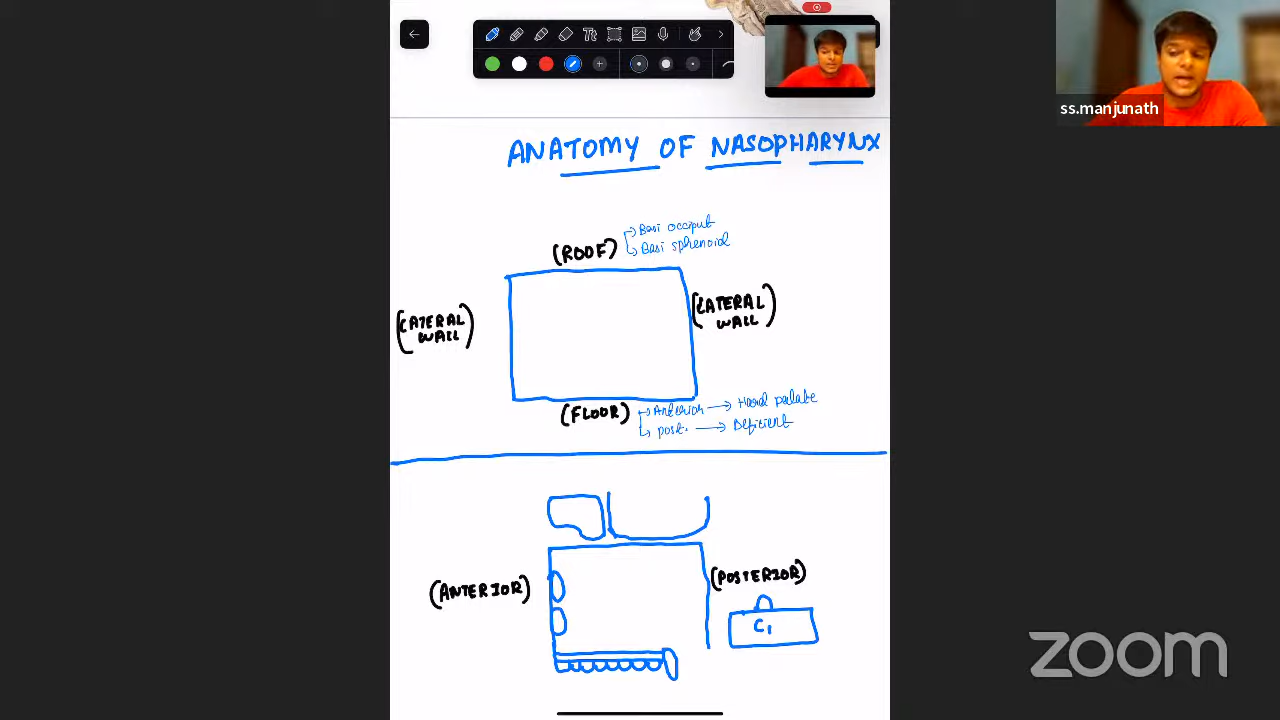 ss.manjunath
ANATOMY OF NASOPHARYNX
(ROOF)
Basi occiput
Basi sphenoid
(LATERAL WALL)
(LATERAL WALL)
(FLOOR)
Anterior → Hard palate
post. → Deficient
(ANTERIOR)
(POSTERIOR)
C1
zoom